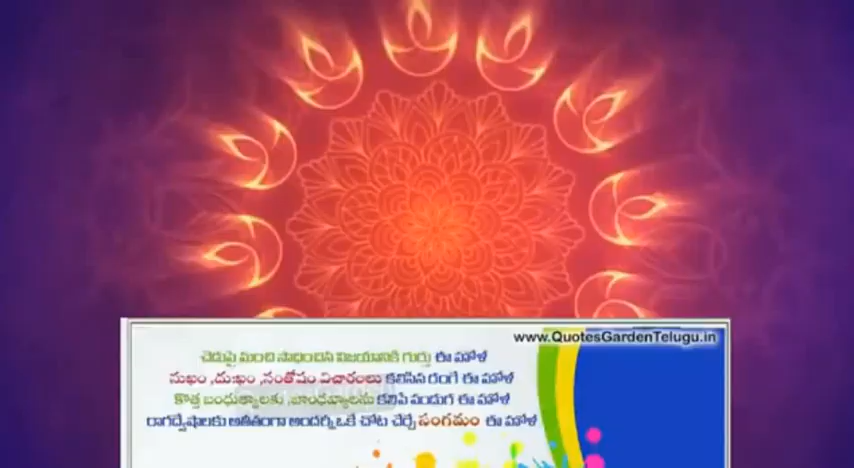 www.QuotesGardenTelugu.in
చెడుపై మంచి సాధించిన విజయానికి గుర్తు ఈ హోళి
సుఖం ,దుఃఖం ,సంతోషం విచారంలు కలిసిన రంగే ఈ హోళి
కొత్త బంధుత్వాలకు ,బాంధవ్యాలను కలిపే పండుగ ఈ హోళి
రాగద్వేషాలకు అతీతంగా అందర్నీ ఒకే చోట చేర్చే సంగమం ఈ హోళి